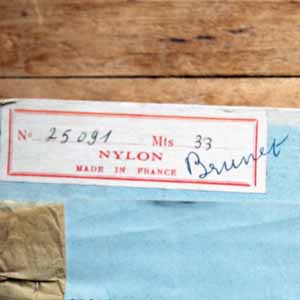 N° 25091 Mts 33
NYLON
MADE IN FRANCE
Brunet